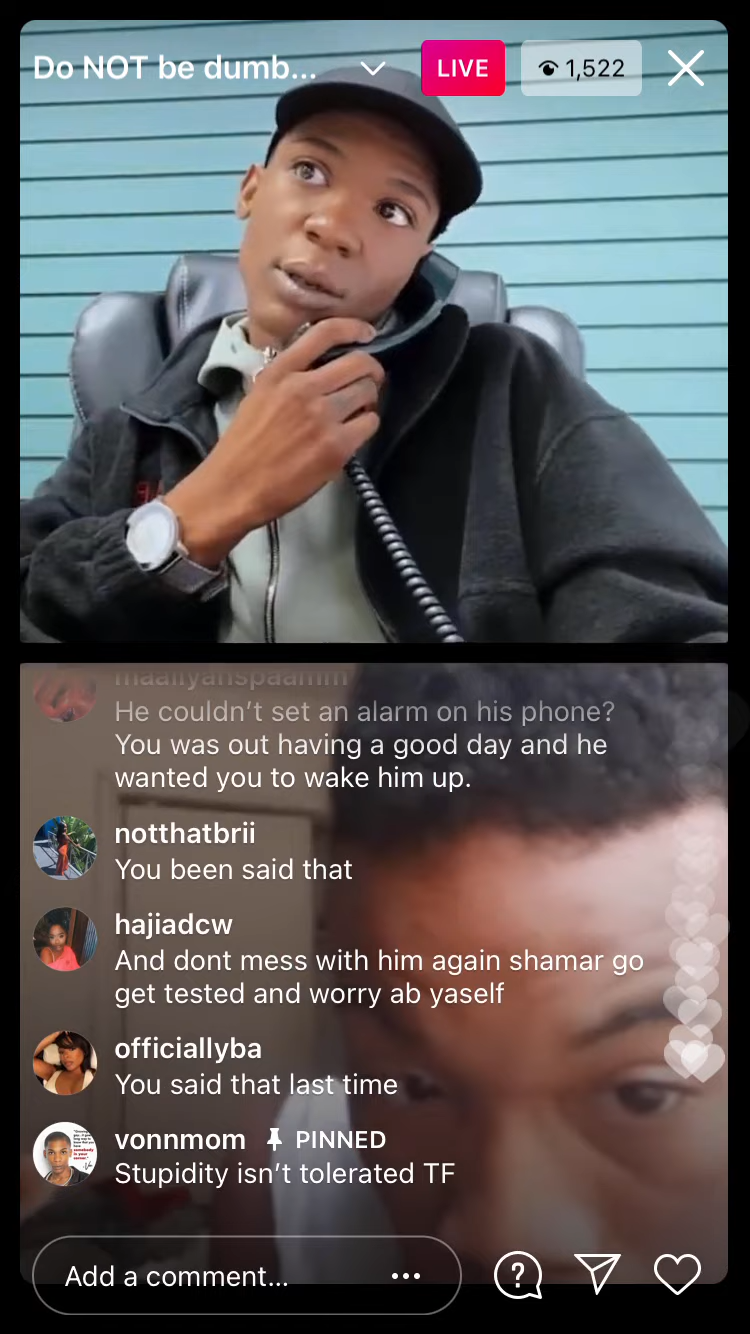 Do NOT be dumb...
LIVE
1,522
maaliyahspaamm
He couldn't set an alarm on his phone?
You was out having a good day and he
wanted you to wake him up.
notthatbrii
You been said that
hajiadcw
And dont mess with him again shamar go
get tested and worry ab yaself
officiallyba
You said that last time
vonnmom PINNED
Stupidity isn't tolerated TF
Add a comment...